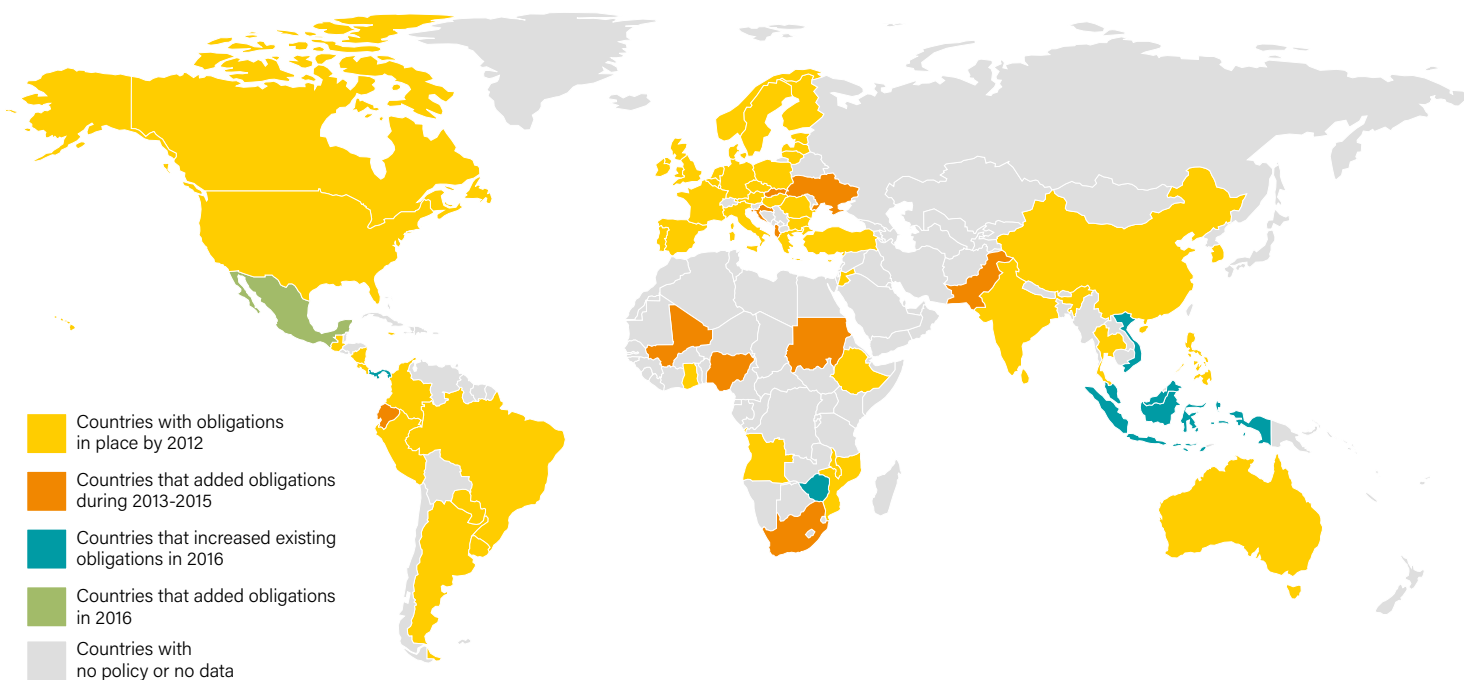 Countries with obligations
in place by 2012
Countries that added obligations
during 2013-2015
Countries that increased existing
obligations in 2016
Countries that added obligations
in 2016
Countries with
no policy or no data